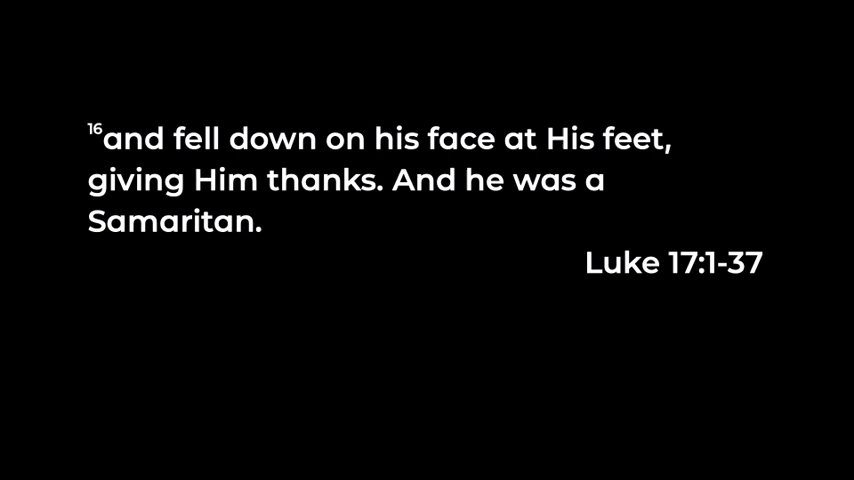 16and fell down on his face at His feet,
giving Him thanks. And he was a
Samaritan.
Luke 17:1-37